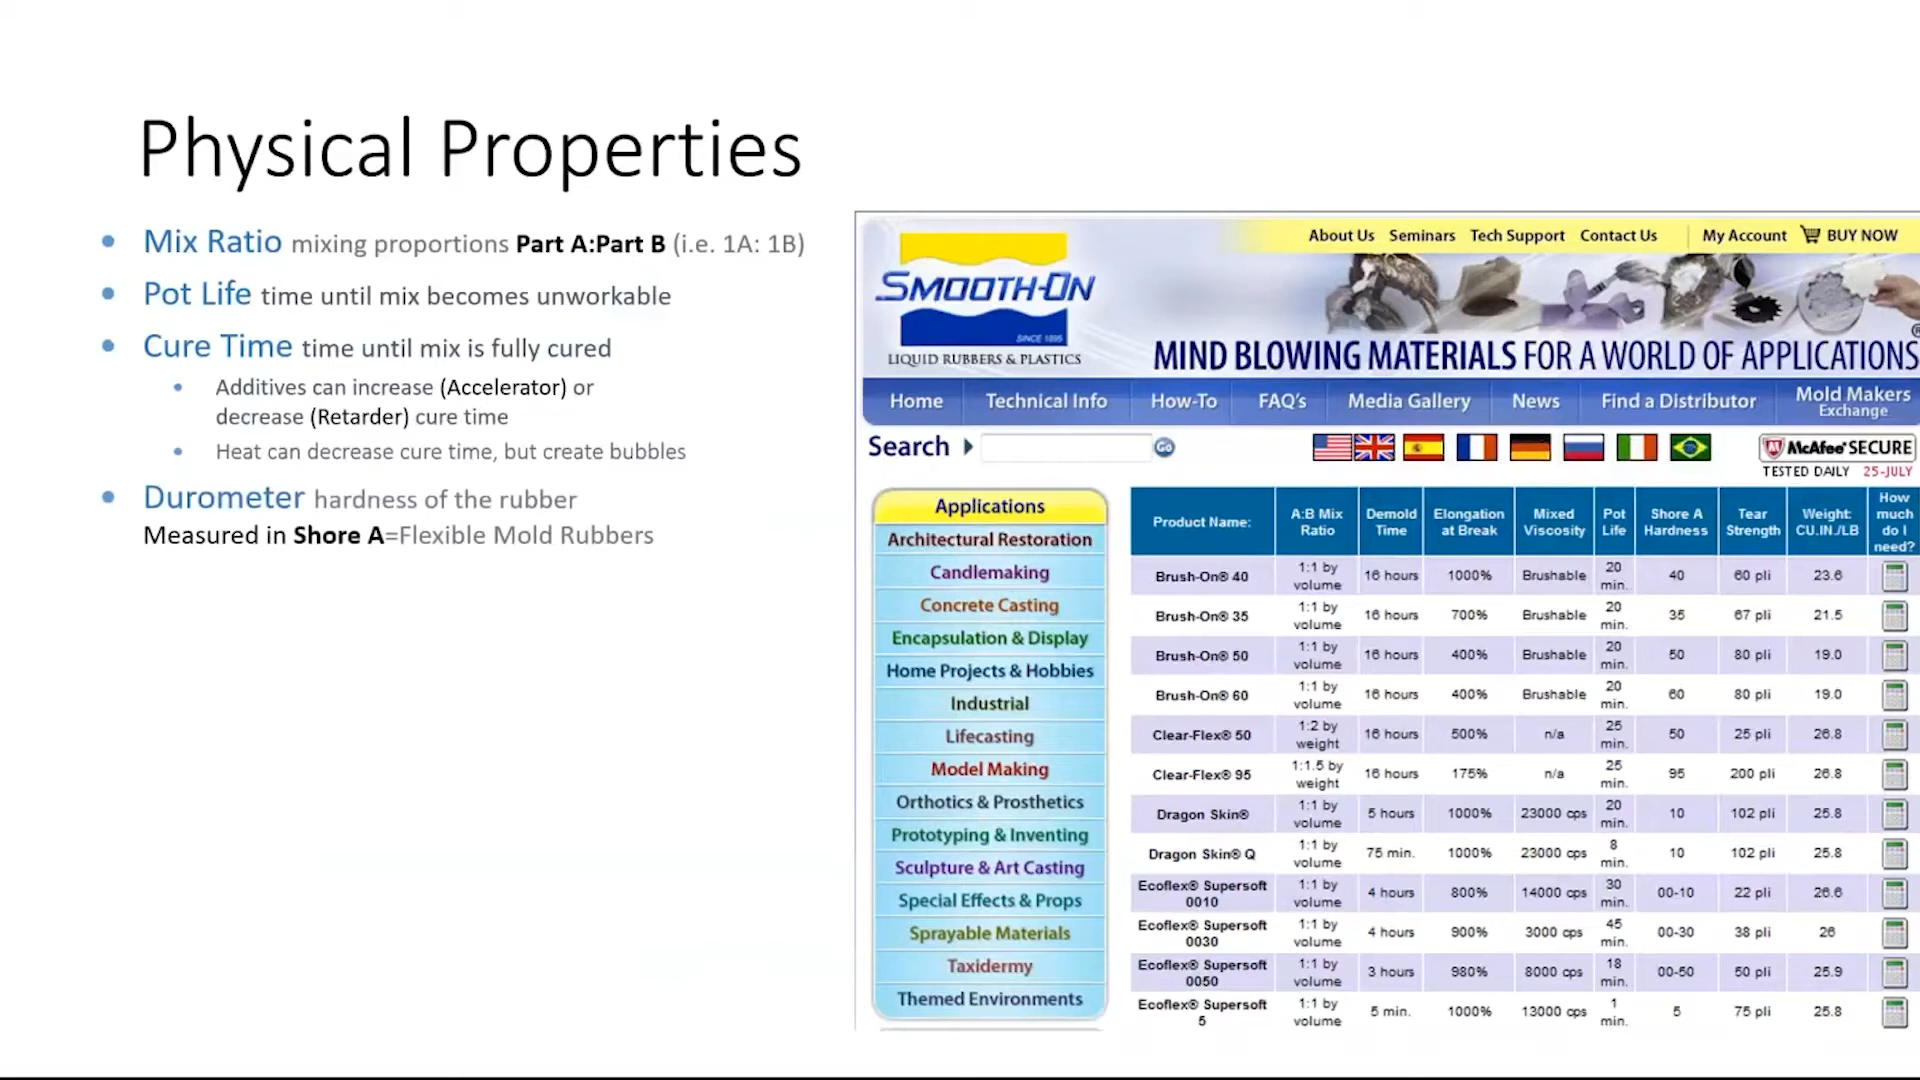 Physical Properties
• Mix Ratio mixing proportions Part A:Part B (i.e. 1A: 1B)
• Pot Life time until mix becomes unworkable
• Cure Time time until mix is fully cured
• Additives can increase (Accelerator) or
decrease (Retarder) cure time
• Heat can decrease cure time, but create bubbles
• Durometer hardness of the rubber
Measured in Shore A=Flexible Mold Rubbers
About Us Seminars Tech Support Contact Us My Account BUY NOW
SMOOTH-ON
SINCE 1895
LIQUID RUBBERS & PLASTICS
MIND BLOWING MATERIALS FOR A WORLD OF APPLICATIONS®
Home Technical Info How-To FAQ's Media Gallery News Find a Distributor Mold Makers
Exchange
Search Go
McAfee SECURE
TESTED DAILY 25-JULY
Applications
Architectural Restoration
Candlemaking
Concrete Casting
Encapsulation & Display
Home Projects & Hobbies
Industrial
Lifecasting
Model Making
Orthotics & Prosthetics
Prototyping & Inventing
Sculpture & Art Casting
Special Effects & Props
Sprayable Materials
Taxidermy
Themed Environments
Product Name: A:B Mix Ratio Demold Time Elongation at Break Mixed Viscosity Pot Life Shore A Hardness Tear Strength Weight: CU.IN./LB How much do I need?
Brush-On® 40 1:1 by volume 16 hours 1000% Brushable 20 min. 40 60 pli 23.6
Brush-On® 35 1:1 by volume 16 hours 700% Brushable 20 min. 35 67 pli 21.5
Brush-On® 50 1:1 by volume 16 hours 400% Brushable 20 min. 50 80 pli 19.0
Brush-On® 60 1:1 by volume 16 hours 400% Brushable 20 min. 60 80 pli 19.0
Clear-Flex® 50 1:2 by weight 16 hours 500% n/a 25 min. 50 25 pli 26.8
Clear-Flex® 95 1:1.5 by weight 16 hours 175% n/a 25 min. 95 200 pli 26.8
Dragon Skin® 1:1 by volume 5 hours 1000% 23000 cps 20 min. 10 102 pli 25.8
Dragon Skin® Q 1:1 by volume 75 min. 1000% 23000 cps 8 min. 10 102 pli 25.8
Ecoflex® Supersoft 0010 1:1 by volume 4 hours 800% 14000 cps 30 min. 00-10 22 pli 26.6
Ecoflex® Supersoft 0030 1:1 by volume 4 hours 900% 3000 cps 45 min. 00-30 38 pli 26
Ecoflex® Supersoft 0050 1:1 by volume 3 hours 980% 8000 cps 18 min. 00-50 50 pli 25.9
Ecoflex® Supersoft 5 1:1 by volume 5 min. 1000% 13000 cps 1 min. 5 75 pli 25.8